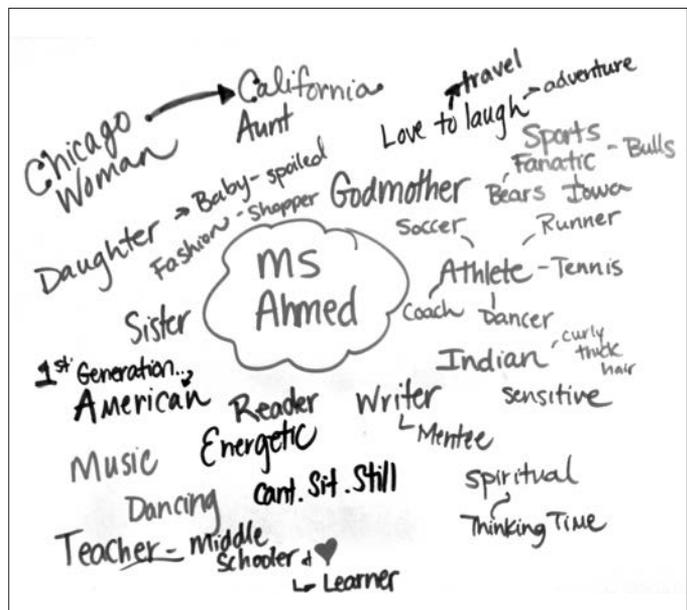 Chicago Woman
California
Aunt
Love to laugh
travel
adventure
Sports Fanatic - Bulls
Bears Iowa
Daughter → Baby - spoiled
Fashion - Shopper
Godmother
Soccer
Runner
Athlete - Tennis
Coach Dancer
Ms
Ahmed
Sister
Indian
curly
thick
hair
Sensitive
1st Generation...
American
Reader
Writer
Mentee
Energetic
Music
Cant. Sit. Still
Spiritual
Thinking Time
Dancing
Teacher - Middle
Schooler at ♥
Learner